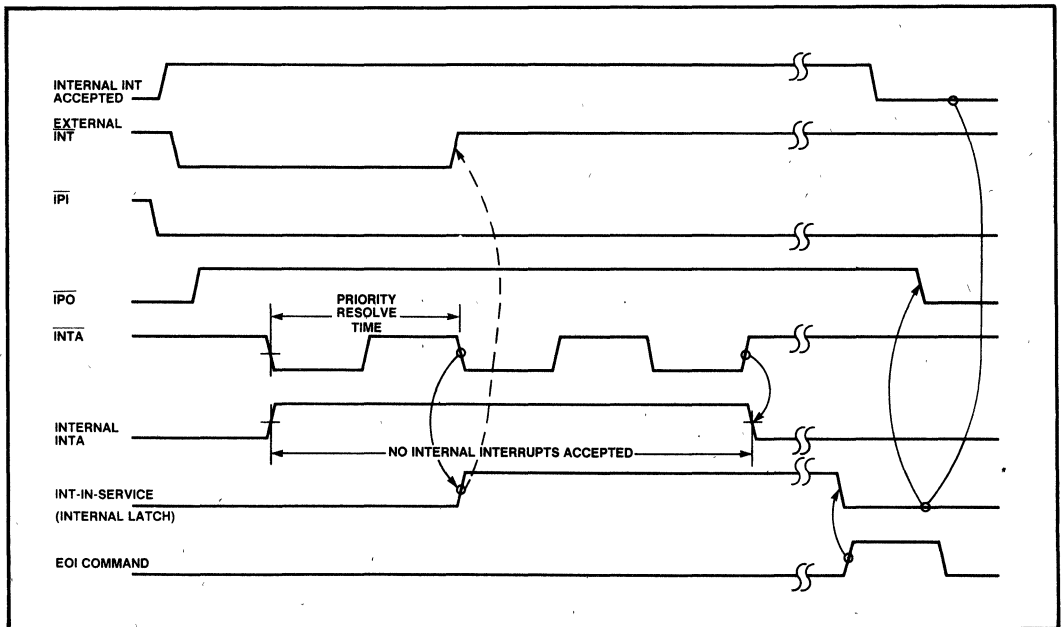 INTERNAL INT
ACCEPTED
EXTERNAL
INT
IPI
IPO
PRIORITY
RESOLVE
TIME
INTA
INTERNAL
INTA
NO INTERNAL INTERRUPTS ACCEPTED
INT-IN-SERVICE
(INTERNAL LATCH)
EOI COMMAND